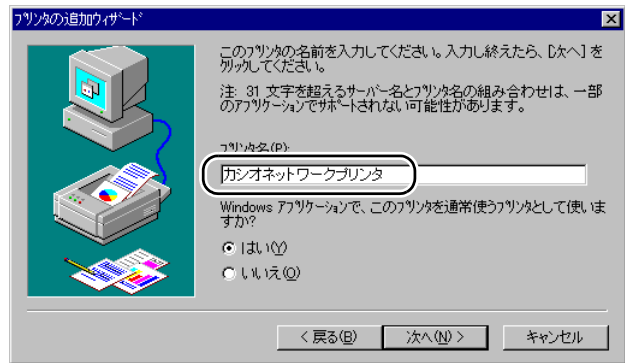 ﾌﾟﾘﾝﾀの追加ｳｨｻﾞｰﾄﾞ
このﾌﾟﾘﾝﾀの名前を入力してください。入力し終えたら、[次へ] を
ｸﾘｯｸしてください。
注: 31 文字を超えるｻｰﾊﾞｰ名とﾌﾟﾘﾝﾀ名の組み合わせは、一部
のｱﾌﾟﾘｹｰｼｮﾝでｻﾎﾟｰﾄされない可能性があります。
ﾌﾟﾘﾝﾀ名(P):
カシオネットワークプリンタ
Windows ｱﾌﾟﾘｹｰｼｮﾝで、このﾌﾟﾘﾝﾀを通常使うﾌﾟﾘﾝﾀとして使いま
すか?
はい(Y)
いいえ(O)
< 戻る(B) 次へ(N) > キャンセル